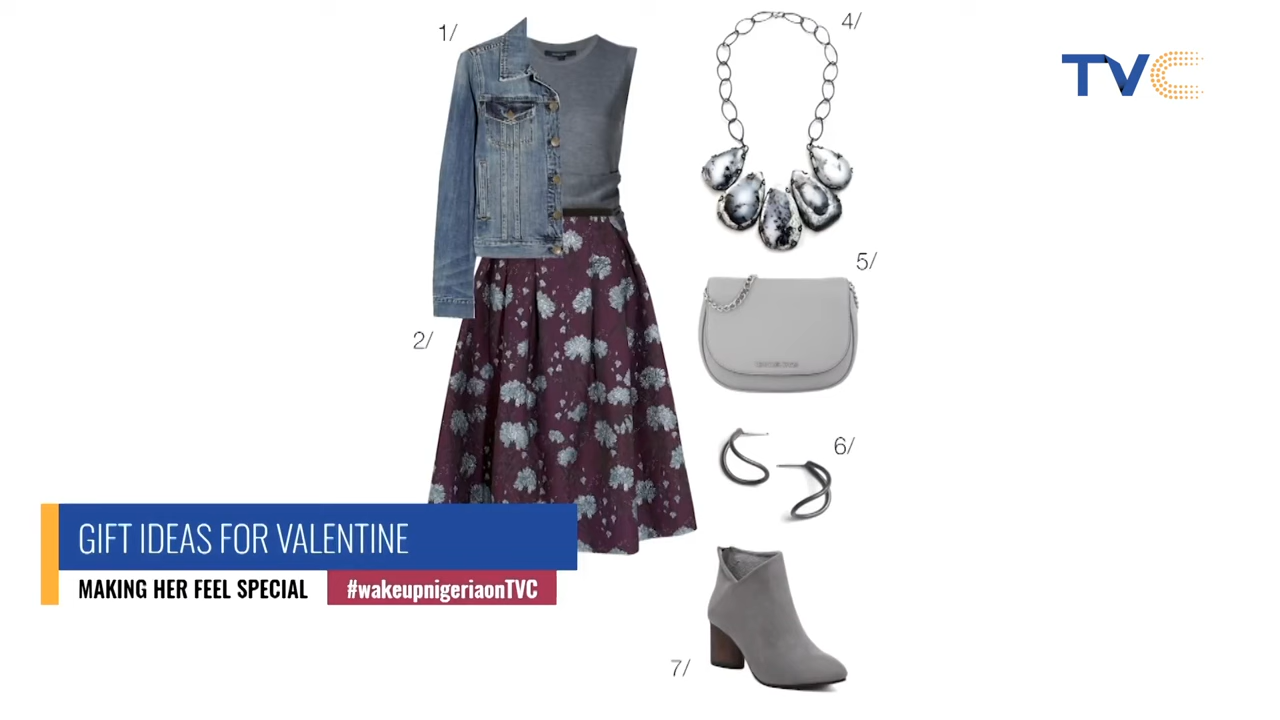 1/
4/
TVC
5/
2/
6/
GIFT IDEAS FOR VALENTINE
MAKING HER FEEL SPECIAL
#wakeupnigeriaonTVC
7/